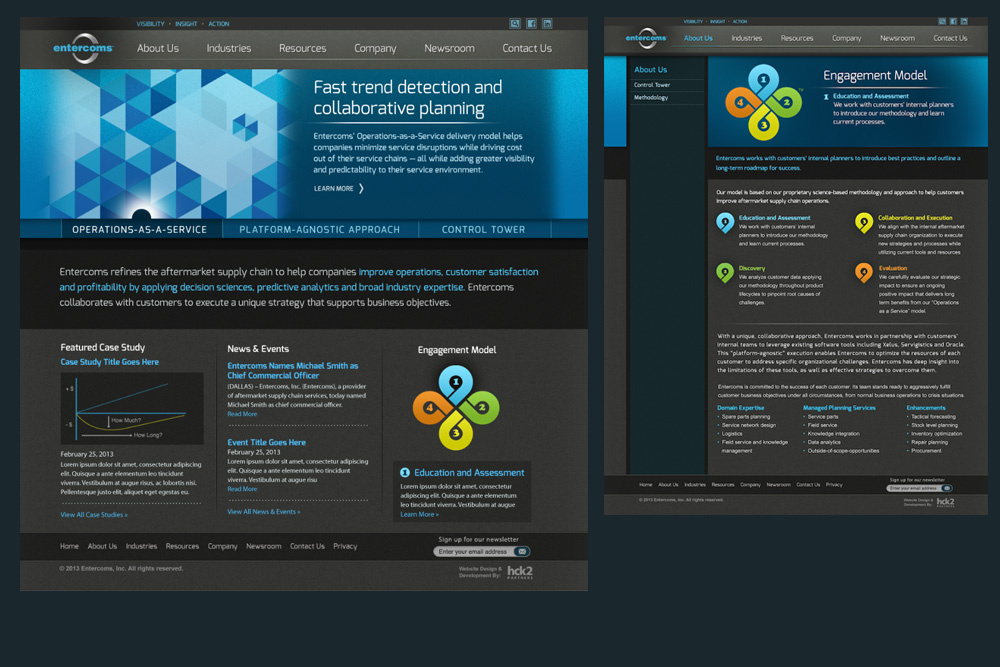 VISIBILITY • INSIGHT • ACTION
entercoms
About Us Industries Resources Company Newsroom Contact Us
Fast trend detection and
collaborative planning
Entercoms' Operations-as-a-Service delivery model helps
companies minimize service disruptions while driving cost
out of their service chains — all while adding greater visibility
and predictability to their service environment.
LEARN MORE
OPERATIONS-AS-A-SERVICE PLATFORM-AGNOSTIC APPROACH CONTROL TOWER
Entercoms refines the aftermarket supply chain to help companies improve operations, customer satisfaction
and profitability by applying decision sciences, predictive analytics and broad industry expertise. Entercoms
collaborates with customers to execute a unique strategy that supports business objectives.
Featured Case Study
Case Study Title Goes Here
+ $
- $
How Much?
How Long?
February 25, 2013
Lorem ipsum dolor sit amet, consectetur adipiscing
elit. Quisque a ante elementum leo tincidunt
viverra. Vestibulum at augue risus, ac lobortis nisi.
Pellentesque justo elit, aliquet eget egestas eu.
View All Case Studies »
News & Events
Entercoms Names Michael Smith as
Chief Commercial Officer
(DALLAS) – Entercoms, Inc. (Entercoms), a provider
of aftermarket supply chain services, today named
Michael Smith as chief commercial officer.
Read More
Event Title Goes Here
February 25, 2013
Lorem ipsum dolor sit amet, consectetur adipiscing
elit. Quisque a ante elementum leo tincidunt
viverra. Vestibulum at augue risu
Read More
View All News & Events »
Engagement Model
1
4 2
3
1 Education and Assessment
Lorem ipsum dolor sit amet, consectetur
adipiscing elit. Quisque a ante elementum
leo tincidunt viverra. Vestibulum at augue
Learn More »
Home About Us Industries Resources Company Newsroom Contact Us Privacy
Sign up for our newsletter
Enter your email address
© 2013 Entercoms, Inc. All rights reserved.
Website Design &
Development By:
hck2
PARTNERS
VISIBILITY • INSIGHT • ACTION
entercoms
About Us Industries Resources Company Newsroom Contact Us
About Us
Control Tower
Methodology
1
4 2
3
TM
Engagement Model
1 Education and Assessment
We work with customers' internal planners
to introduce our methodology and learn
current processes.
Entercoms works with customers' internal planners to introduce best practices and outline a
long-term roadmap for success.
Our model is based on our proprietary science-based methodology and approach to help customers
improve aftermarket supply chain operations.
Education and Assessment
We work with customers' internal
planners to introduce our methodology
and learn current processes.
Collaboration and Execution
We align with the internal aftermarket
supply chain organization to execute
new strategies and processes while
utilizing current tools and resources
Discovery
We analyze customer data applying
our methodology throughout product
lifecycles to pinpoint root causes of
challenges.
Evaluation
We carefully evaluate our strategic
impact to ensure an ongoing
positive impact that delivers long
term benefits from our "Operations
as a Service" model.
With a unique, collaborative approach, Entercoms works in partnership with customers'
internal teams to leverage existing software tools including Xelus, Servigistics and Oracle.
This "platform-agnostic" execution enables Entercoms to optimize the resources of each
customer to address specific organizational challenges. Entercoms has deep insight into
the limitations of these tools, as well as effective strategies to overcome them.
Entercoms is committed to the success of each customer. Its team stands ready to aggressively fulfill
customer business objectives under all circumstances, from normal business operations to crisis situations.
Domain Expertise
• Spare parts planning
• Service network design
• Logistics
• Field service and knowledge
management
Managed Planning Services
• Service parts
• Field service
• Knowledge integration
• Data analytics
• Outside-of-scope-opportunities
Enhancements
• Tactical forecasting
• Stock level planning
• Inventory optimization
• Repair planning
• Procurement
Home About Us Industries Resources Company Newsroom Contact Us Privacy
Sign up for our newsletter
Enter your email address
© 2013 Entercoms, Inc. All rights reserved.
Website Design &
Development By:
hck2
PARTNERS